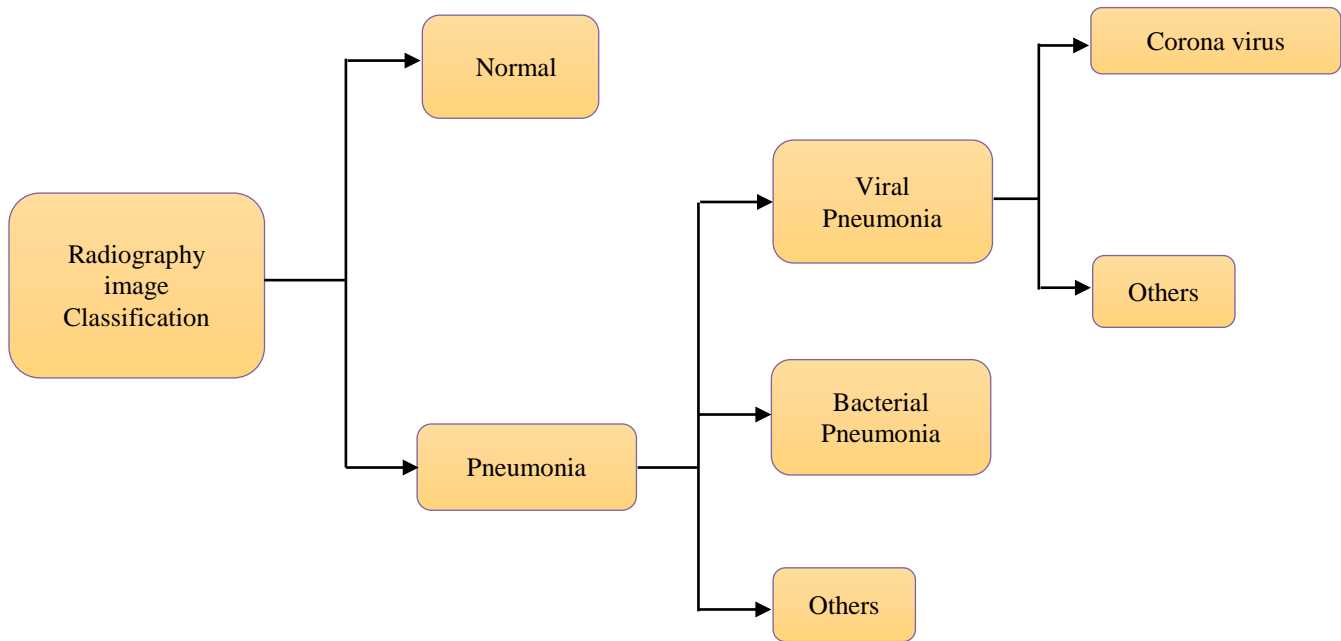 Radiography
image
Classification
Normal
Pneumonia
Viral
Pneumonia
Bacterial
Pneumonia
Others
Corona virus
Others